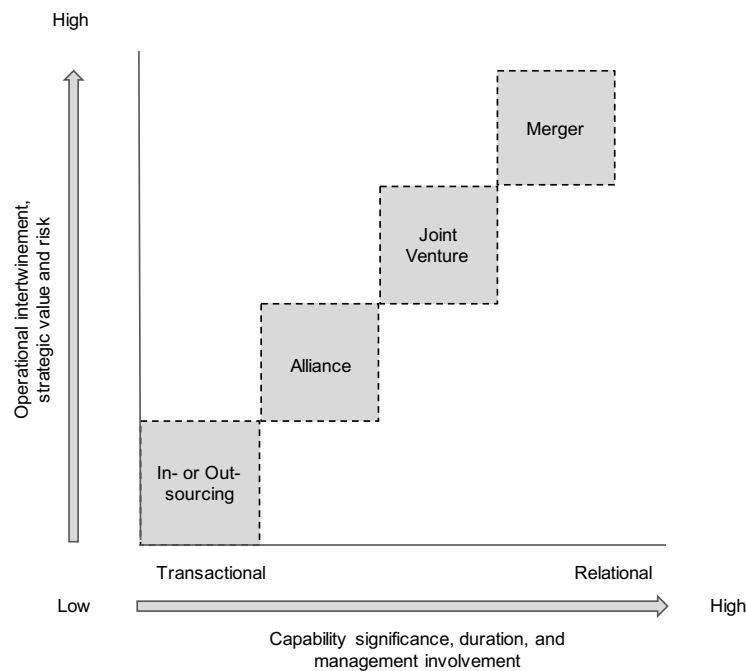 High
Merger
Joint
Venture
Operational intertwinement,
strategic value and risk
Alliance
In- or Out-
sourcing
Transactional
Relational
Low
High
Capability significance, duration, and
management involvement